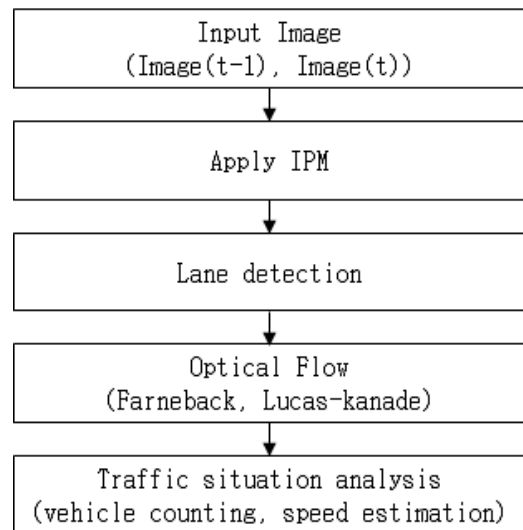 Input Image
(Image(t-1), Image(t))
Apply IPM
Lane detection
Optical Flow
(Farneback, Lucas-kanade)
Traffic situation analysis
(vehicle counting, speed estimation)